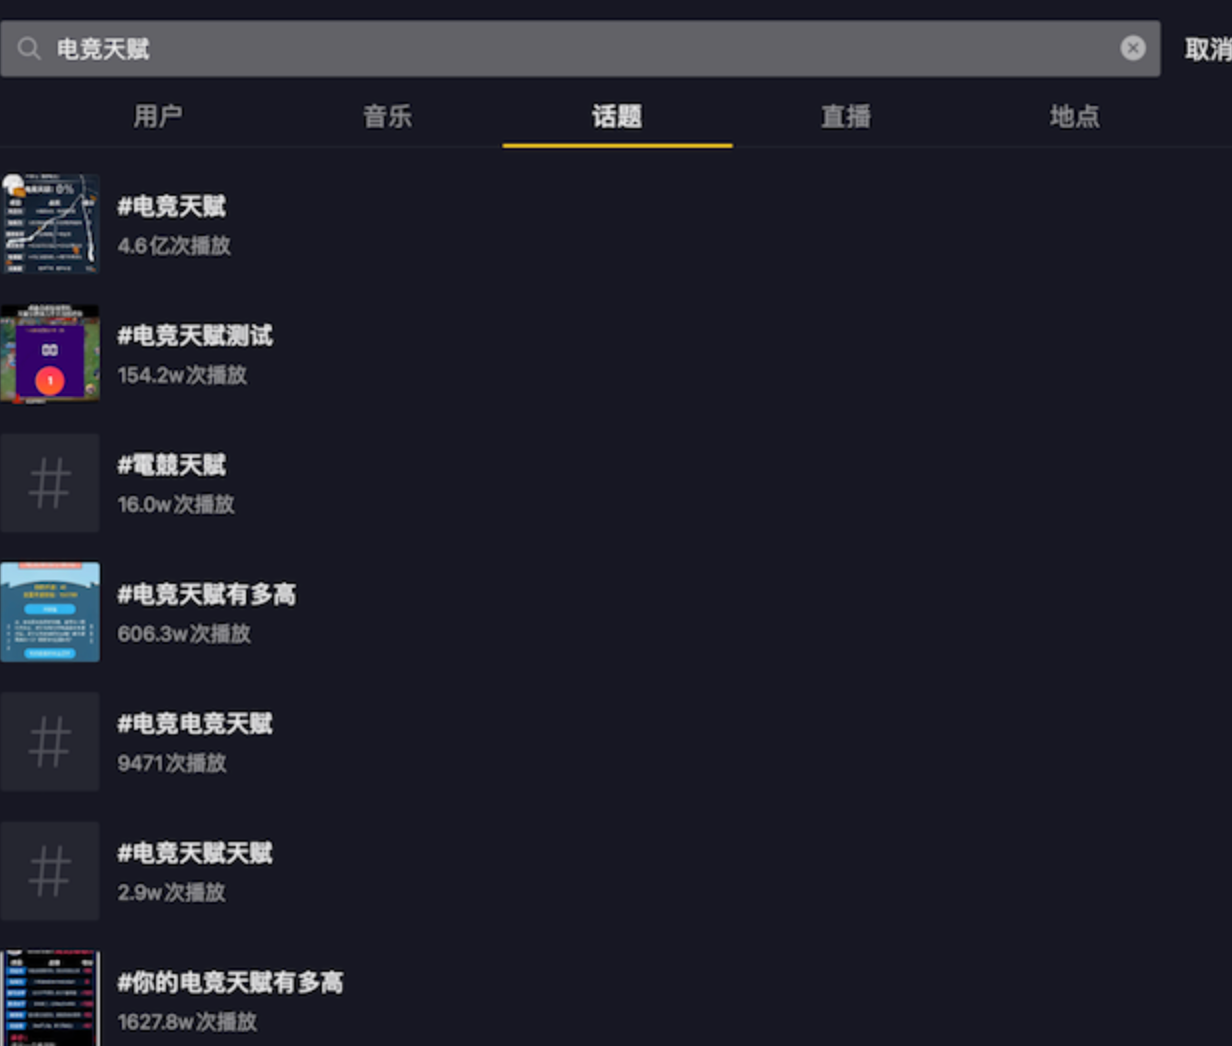 电竞天赋
取消
用户 音乐 话题 直播 地点
#电竞天赋
4.6亿次播放
#电竞天赋测试
154.2w次播放
#電競天赋
16.0w次播放
#电竞天赋有多高
606.3w次播放
#电竞电竞天赋
9471次播放
#电竞天赋天赋
2.9w次播放
#你的电竞天赋有多高
1627.8w次播放